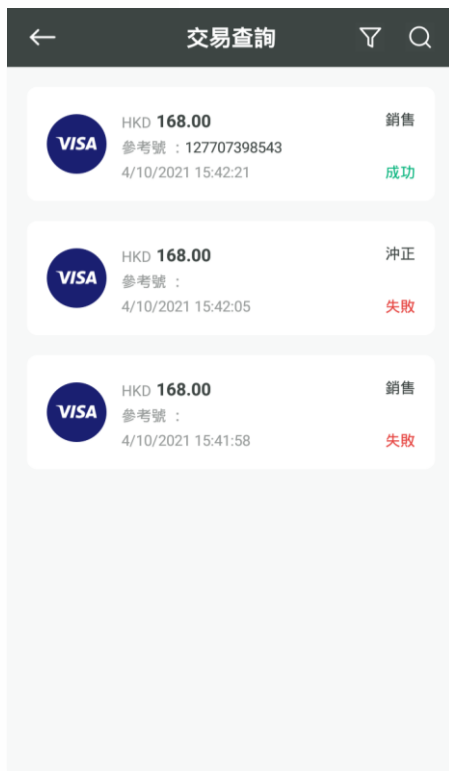 交易查詢
VISA
HKD 168.00
銷售
參考號 ：127707398543
4/10/2021 15:42:21
成功
VISA
HKD 168.00
沖正
參考號 ：
4/10/2021 15:42:05
失敗
VISA
HKD 168.00
銷售
參考號 ：
4/10/2021 15:41:58
失敗